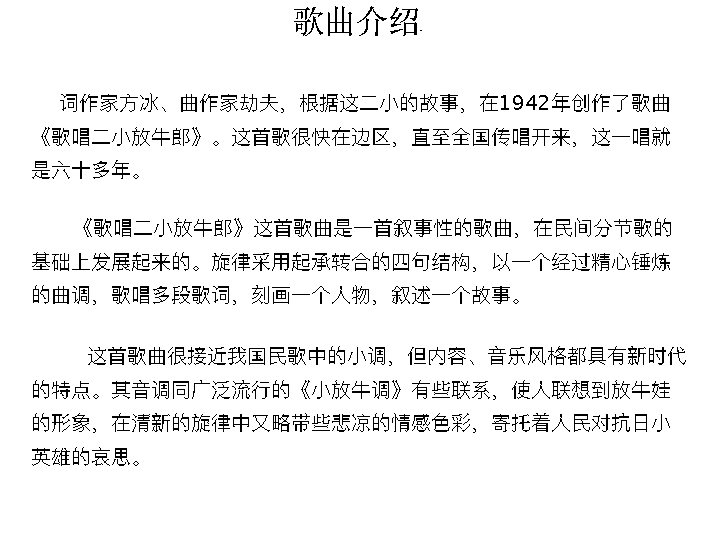 歌曲介绍
词作家方冰、曲作家劫夫，根据这二小的故事，在1942年创作了歌曲
《歌唱二小放牛郎》。这首歌很快在边区，直至全国传唱开来，这一唱就
是六十多年。
《歌唱二小放牛郎》这首歌曲是一首叙事性的歌曲，在民间分节歌的
基础上发展起来的。旋律采用起承转合的四句结构，以一个经过精心锤炼
的曲调，歌唱多段歌词，刻画一个人物，叙述一个故事。
这首歌曲很接近我国民歌中的小调，但内容、音乐风格都具有新时代
的特点。其音调同广泛流行的《小放牛调》有些联系，使人联想到放牛娃
的形象，在清新的旋律中又略带些悲凉的情感色彩，寄托着人民对抗日小
英雄的哀思。